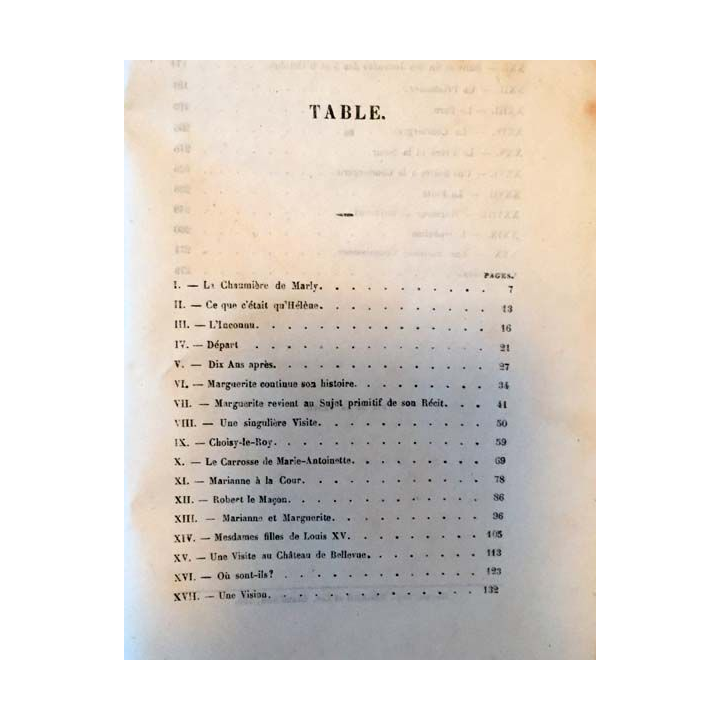 TABLE.
PAGES.
I. — La Chaumière de Marly. . . . . . . . . . . . 7
II. — Ce que c'était qu'Hélène. . . . . . . . . . . 13
III. — L'Inconnu. . . . . . . . . . . . . . . 16
IV. — Départ . . . . . . . . . . . . . . . . 21
V. — Dix Ans après. . . . . . . . . . . . . . 27
VI. — Marguerite continue son histoire. . . . . . . . . 34
VII. — Marguerite revient au Sujet primitif de son Récit. . . 41
VIII. — Une singulière Visite. . . . . . . . . . . . 50
IX. — Choisy-le-Roy. . . . . . . . . . . . . . 59
X. — Le Carrosse de Marie-Antoinette. . . . . . . . . 69
XI. — Marianne à la Cour. . . . . . . . . . . . 78
XII. — Robert le Maçon. . . . . . . . . . . . . 86
XIII. — Marianne et Marguerite. . . . . . . . . . . 96
XIV. — Mesdames filles de Louis XV. . . . . . . . . . 105
XV. — Une Visite au Château de Bellevue. . . . . . . . 113
XVI. — Où sont-ils? . . . . . . . . . . . . . . 123
XVII. — Une Vision. . . . . . . . . . . . . . . 132